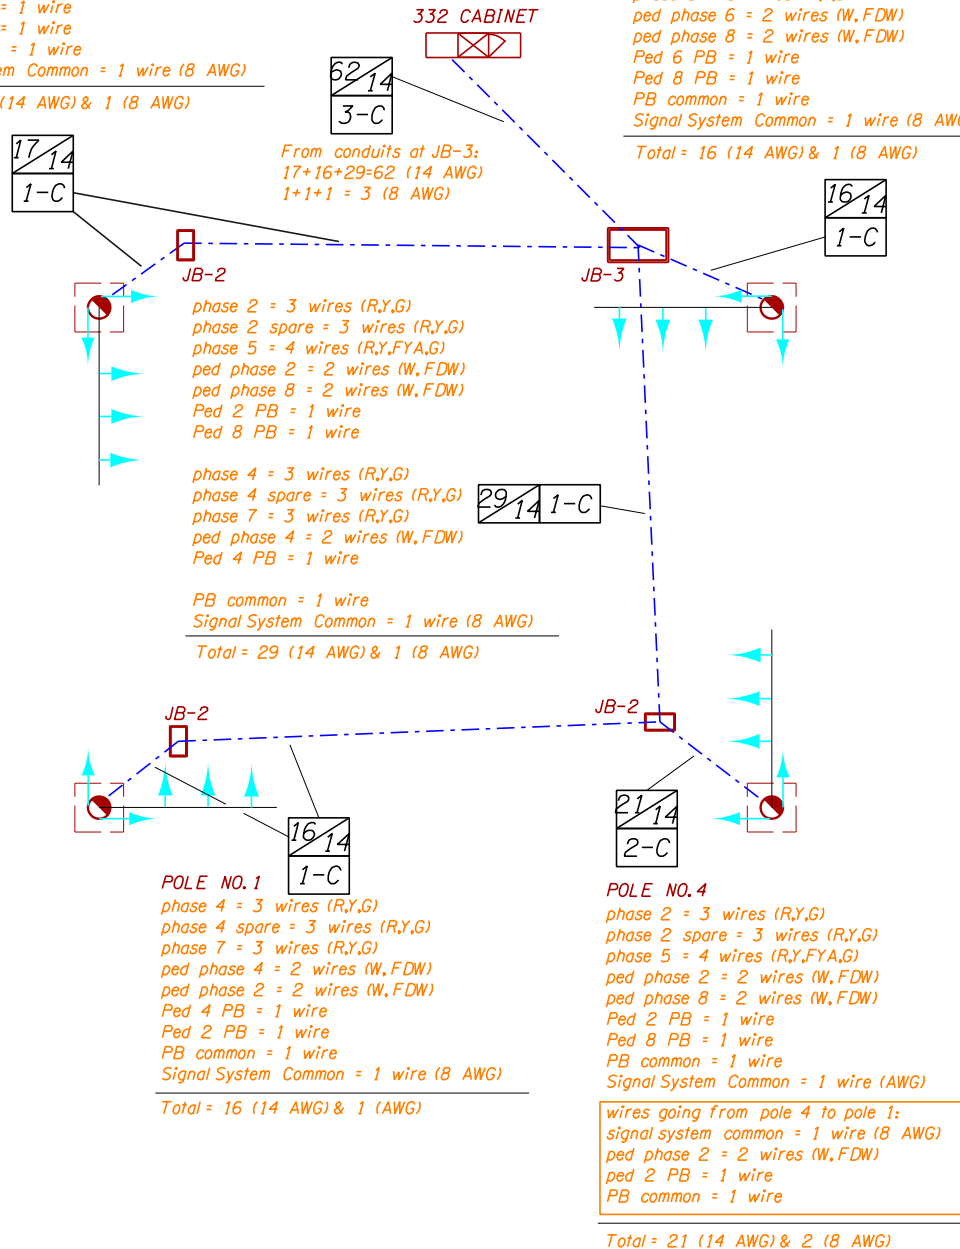 = 1 wire
= 1 wire
= 1 wire
Common = 1 wire (8 AWG)
(14 AWG) & 1 (8 AWG)
332 CABINET
62/14
3-C
From conduits at JB-3:
17+16+29=62 (14 AWG)
1+1+1 = 3 (8 AWG)
ped phase 6 = 2 wires (W,FDW)
ped phase 8 = 2 wires (W,FDW)
Ped 6 PB = 1 wire
Ped 8 PB = 1 wire
PB common = 1 wire
Signal System Common = 1 wire (8
Total = 16 (14 AWG) & 1 (8 AWG)
17/14
1-C
16/14
1-C
JB-2
JB-3
phase 2 = 3 wires (R,Y,G)
phase 2 spare = 3 wires (R,Y,G)
phase 5 = 4 wires (R,Y,FYA,G)
ped phase 2 = 2 wires (W,FDW)
ped phase 8 = 2 wires (W,FDW)
Ped 2 PB = 1 wire
Ped 8 PB = 1 wire
phase 4 = 3 wires (R,Y,G)
phase 4 spare = 3 wires (R,Y,G)
phase 7 = 3 wires (R,Y,G)
ped phase 4 = 2 wires (W,FDW)
Ped 4 PB = 1 wire
PB common = 1 wire
Signal System Common = 1 wire (8 AWG)
Total = 29 (14 AWG) & 1 (8 AWG)
29/14 1-C
JB-2
JB-2
16/14
1-C
21/14
2-C
POLE NO.1
phase 4 = 3 wires (R,Y,G)
phase 4 spare = 3 wires (R,Y,G)
phase 7 = 3 wires (R,Y,G)
ped phase 4 = 2 wires (W,FDW)
ped phase 2 = 2 wires (W,FDW)
Ped 4 PB = 1 wire
Ped 2 PB = 1 wire
PB common = 1 wire
Signal System Common = 1 wire (8 AWG)
Total = 16 (14 AWG) & 1 (AWG)
POLE NO.4
phase 2 = 3 wires (R,Y,G)
phase 2 spare = 3 wires (R,Y,G)
phase 5 = 4 wires (R,Y,FYA,G)
ped phase 2 = 2 wires (W,FDW)
ped phase 8 = 2 wires (W,FDW)
Ped 2 PB = 1 wire
Ped 8 PB = 1 wire
PB common = 1 wire
Signal System Common = 1 wire (AWG)
wires going from pole 4 to pole 1:
signal system common = 1 wire (8 AWG)
ped phase 2 = 2 wires (W,FDW)
ped 2 PB = 1 wire
PB common = 1 wire
Total = 21 (14 AWG) & 2 (8 AWG)